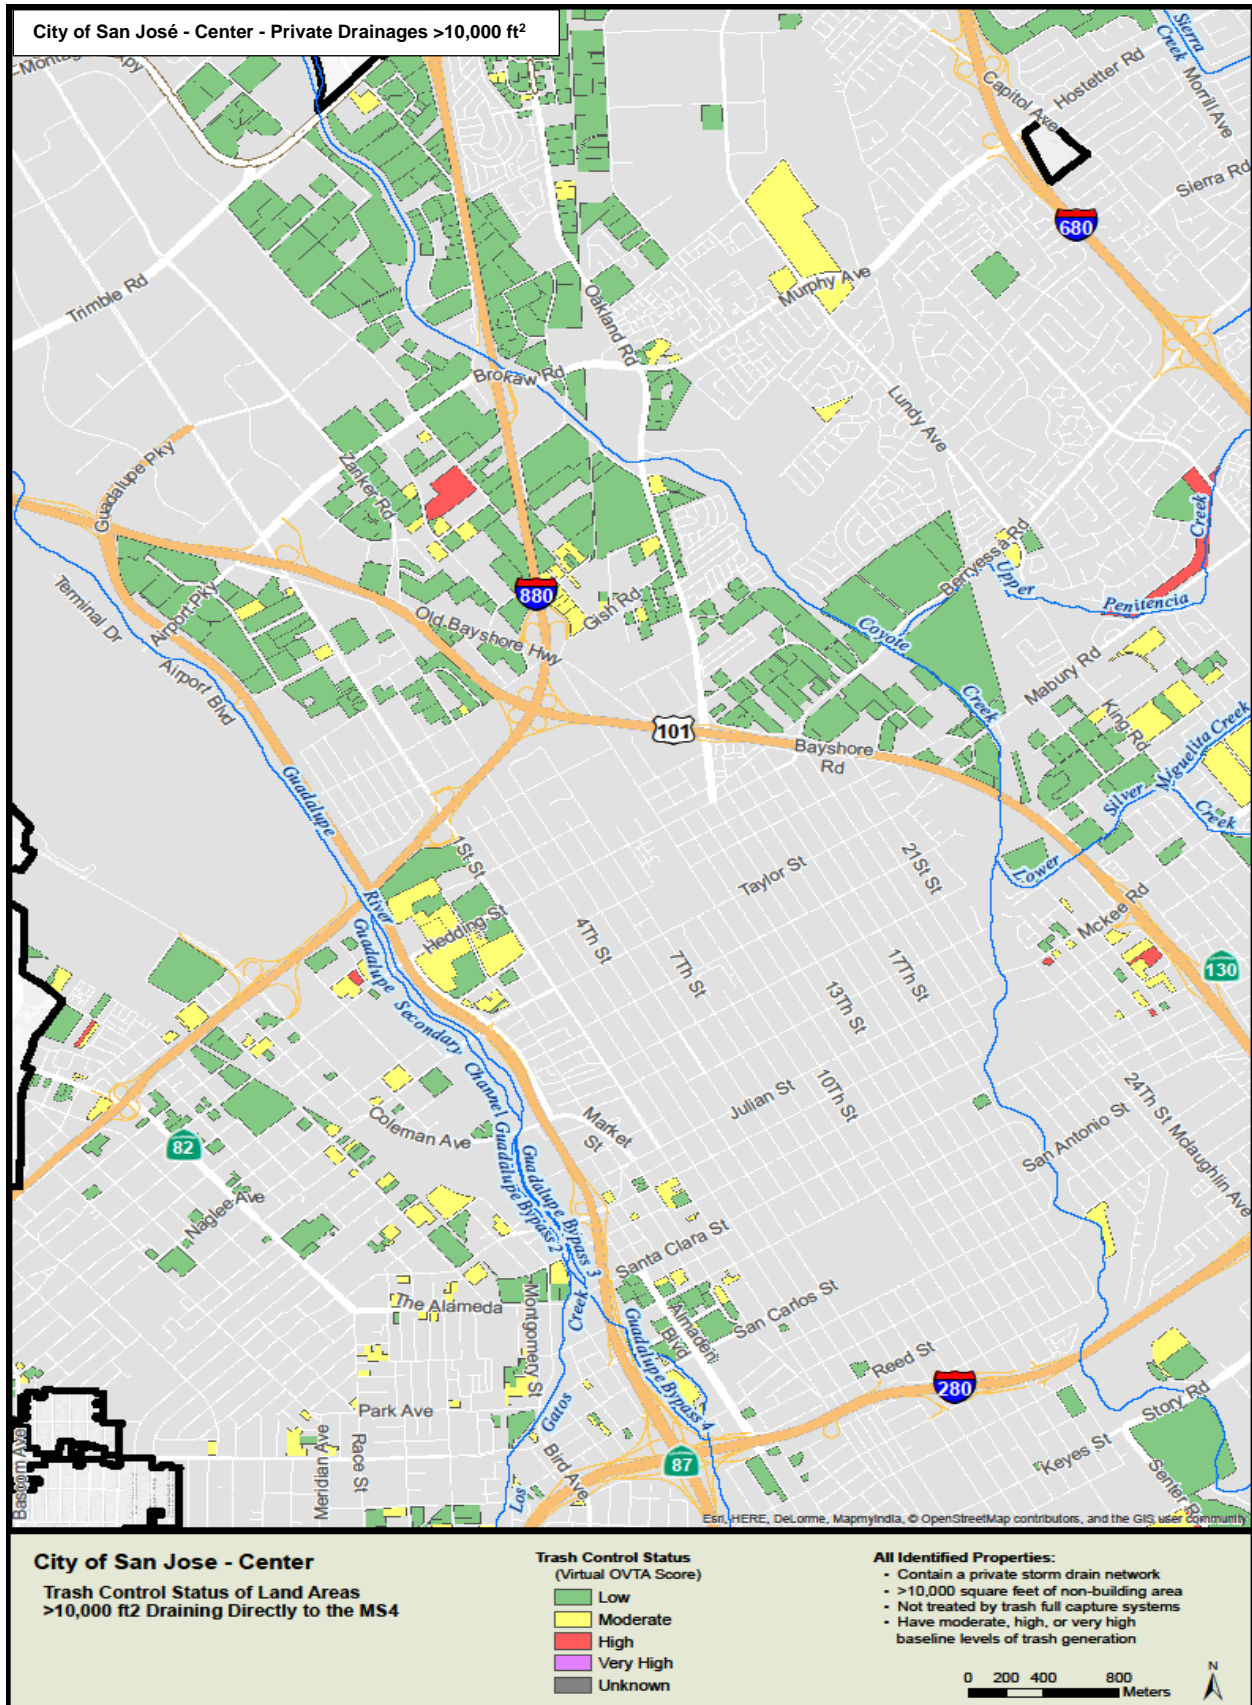 City of San José - Center - Private Drainages >10,000 ft²
Sierra
Creek
Hostetter Rd
Morrill Ave
Capitol Ave
Sierra Rd
680
Trimble Rd
Murphy Ave
Oakland Rd
Brokaw Rd
Lundy Ave
Guadalupe Pky
Zanker Rd
Creek
Berryessa Rd
Upper
Penitencia
Terminal Dr
Airport Pky
Old Bayshore Hwy
880
Gish Rd
Coyote
Creek
Airport Blvd
Mabury Rd
King Rd
Miguelita Creek
101
Bayshore
Rd
Silver
Creek
Guadalupe
River
1St St
Taylor St
21St St
Lower
Mckee Rd
Hedding St
4Th St
7Th St
17Th St
130
13Th St
Guadalupe Secondary Channel
Coleman Ave
82
Market
St
Julian St
10Th St
24Th St
San Antonio St
Mclaughlin Ave
Guadalupe Bypass 2
Guadalupe Bypass 3
Naglee Ave
Santa Clara St
The Alameda
Montgomery St
Creek
Almaden
Blvd
San Carlos St
Guadalupe Bypass 4
Reed St
280
Story Rd
Park Ave
Gatos
Los
Bird Ave
87
Keyes St
Senter R
Bascom Ave
Meridian Ave
Race St
Esri, HERE, DeLorme, MapmyIndia, © OpenStreetMap contributors, and the GIS user community
City of San Jose - Center
Trash Control Status of Land Areas
>10,000 ft2 Draining Directly to the MS4
Trash Control Status
(Virtual OVTA Score)
Low
Moderate
High
Very High
Unknown
All Identified Properties:
- Contain a private storm drain network
- >10,000 square feet of non-building area
- Not treated by trash full capture systems
- Have moderate, high, or very high
baseline levels of trash generation
0 200 400 800
Meters
N